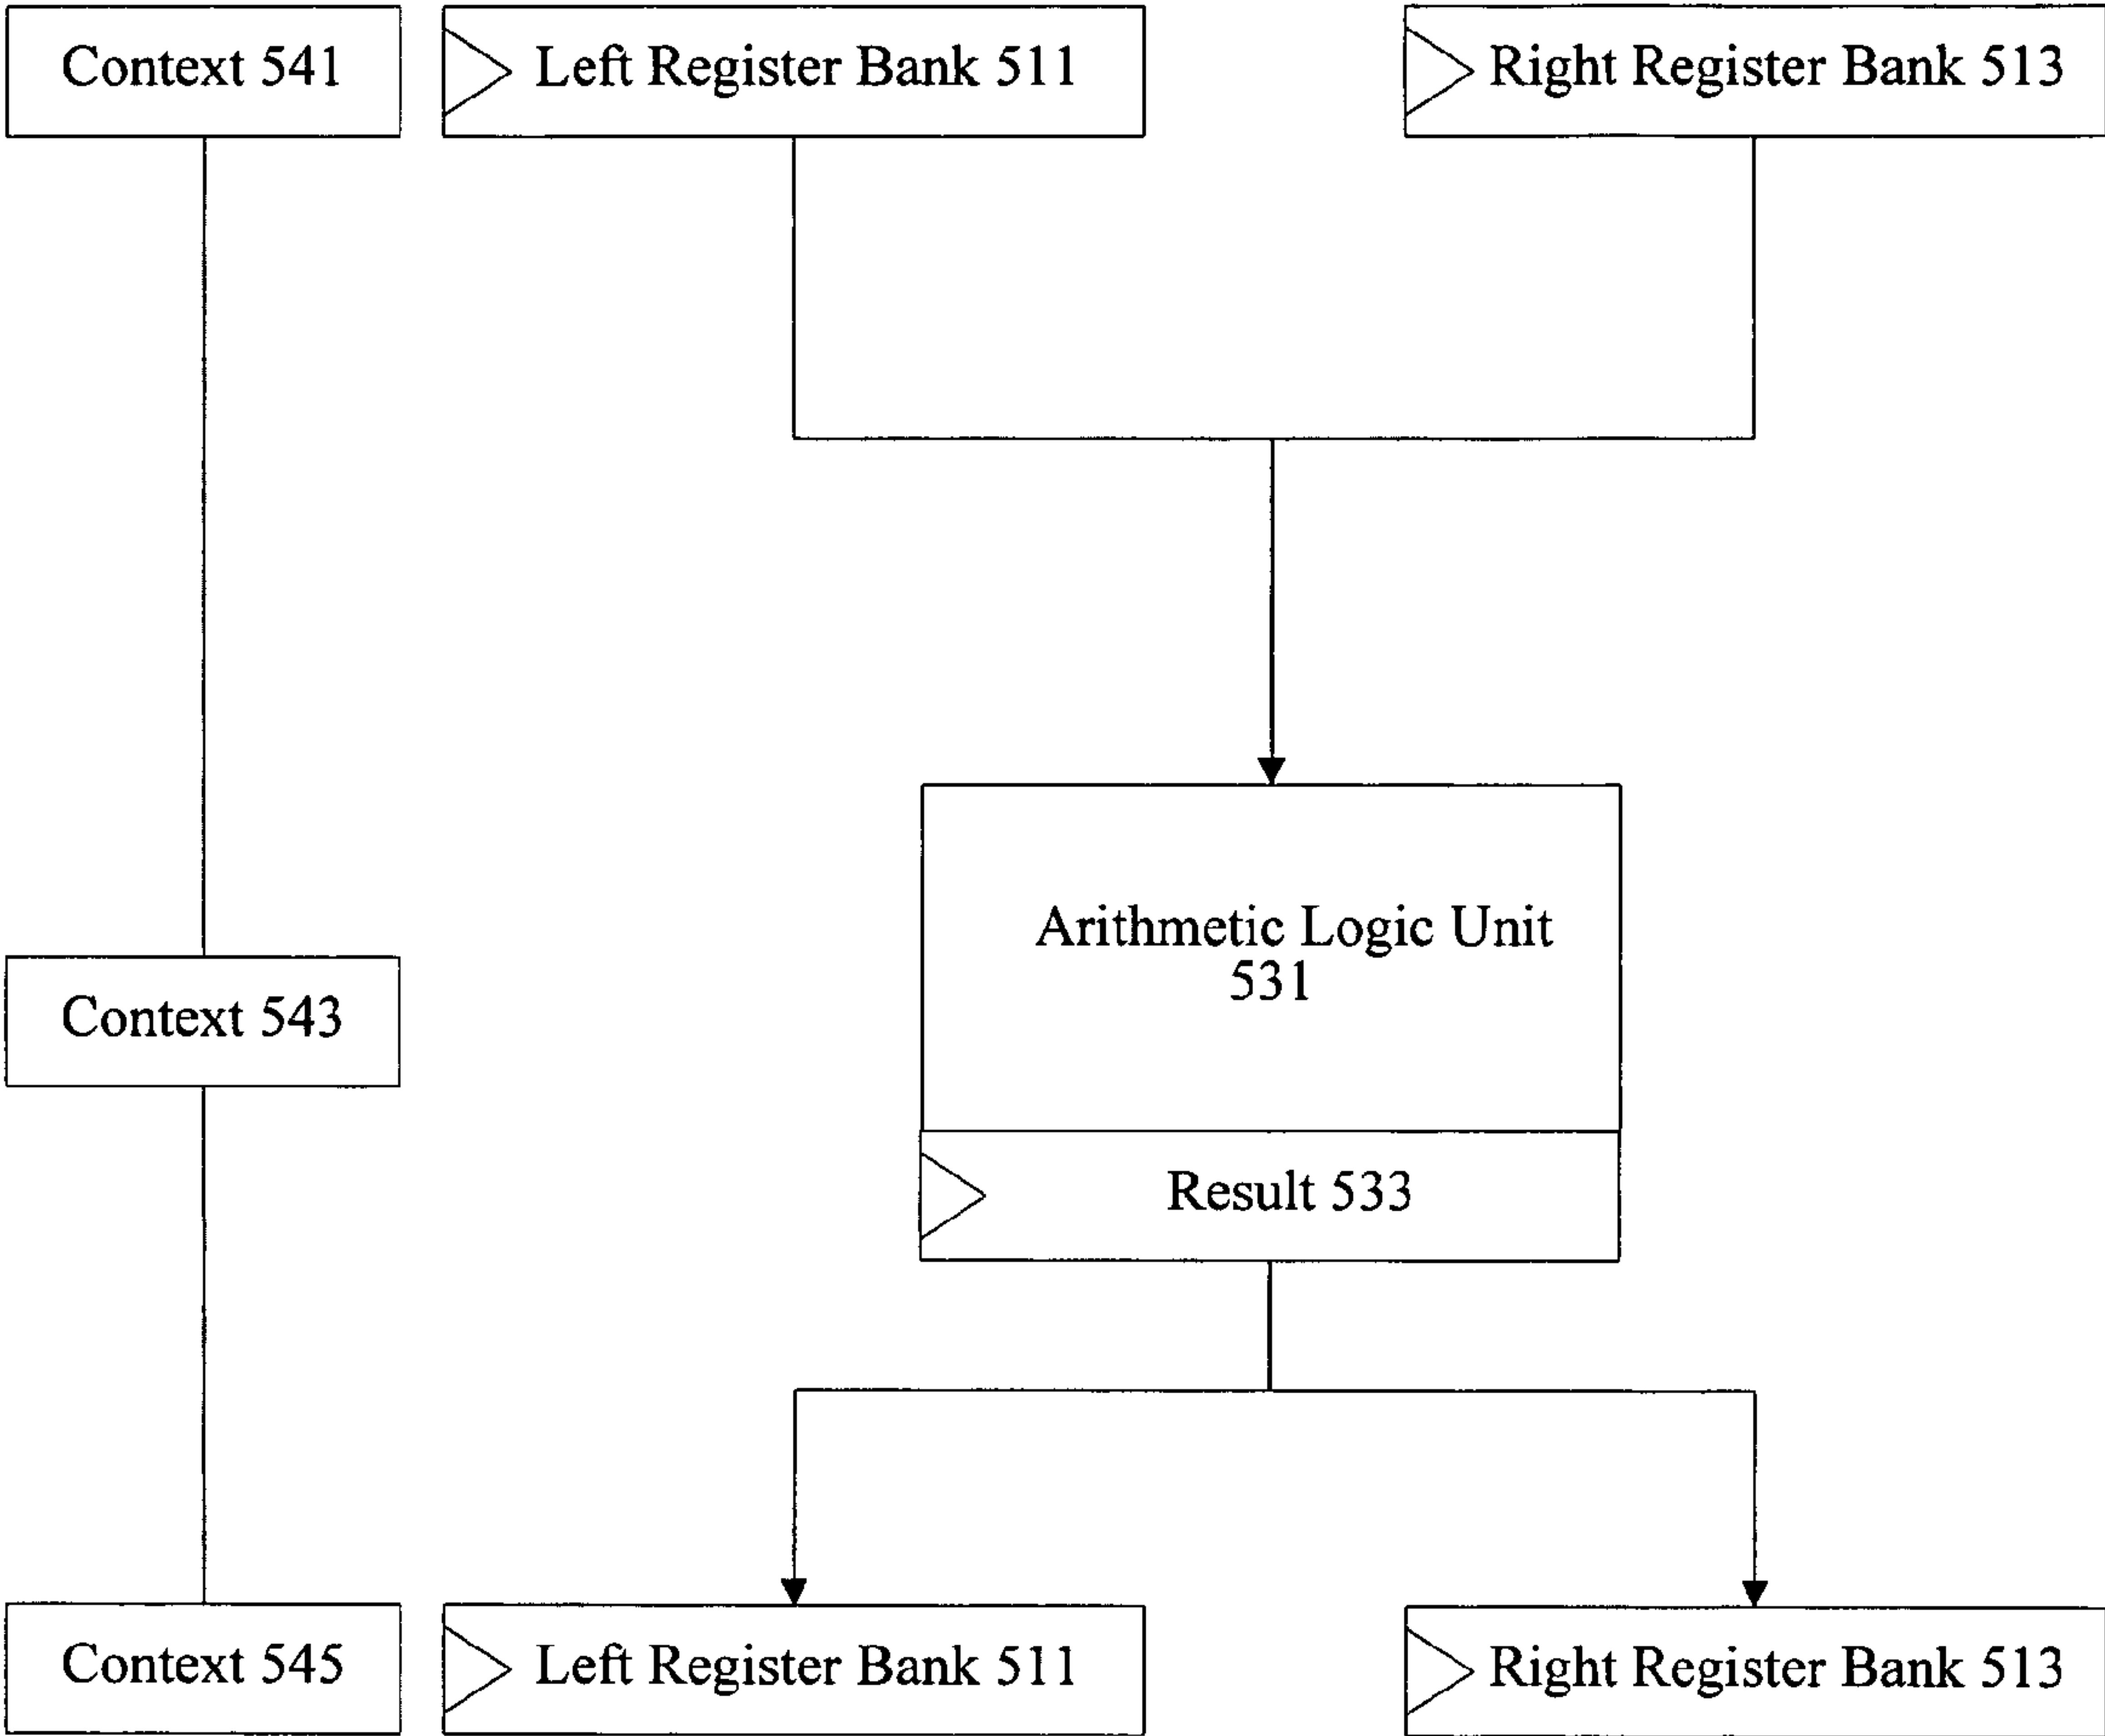 Context 541
Left Register Bank 511
Right Register Bank 513
Arithmetic Logic Unit
531
Context 543
Result 533
Context 545
Left Register Bank 511
Right Register Bank 513